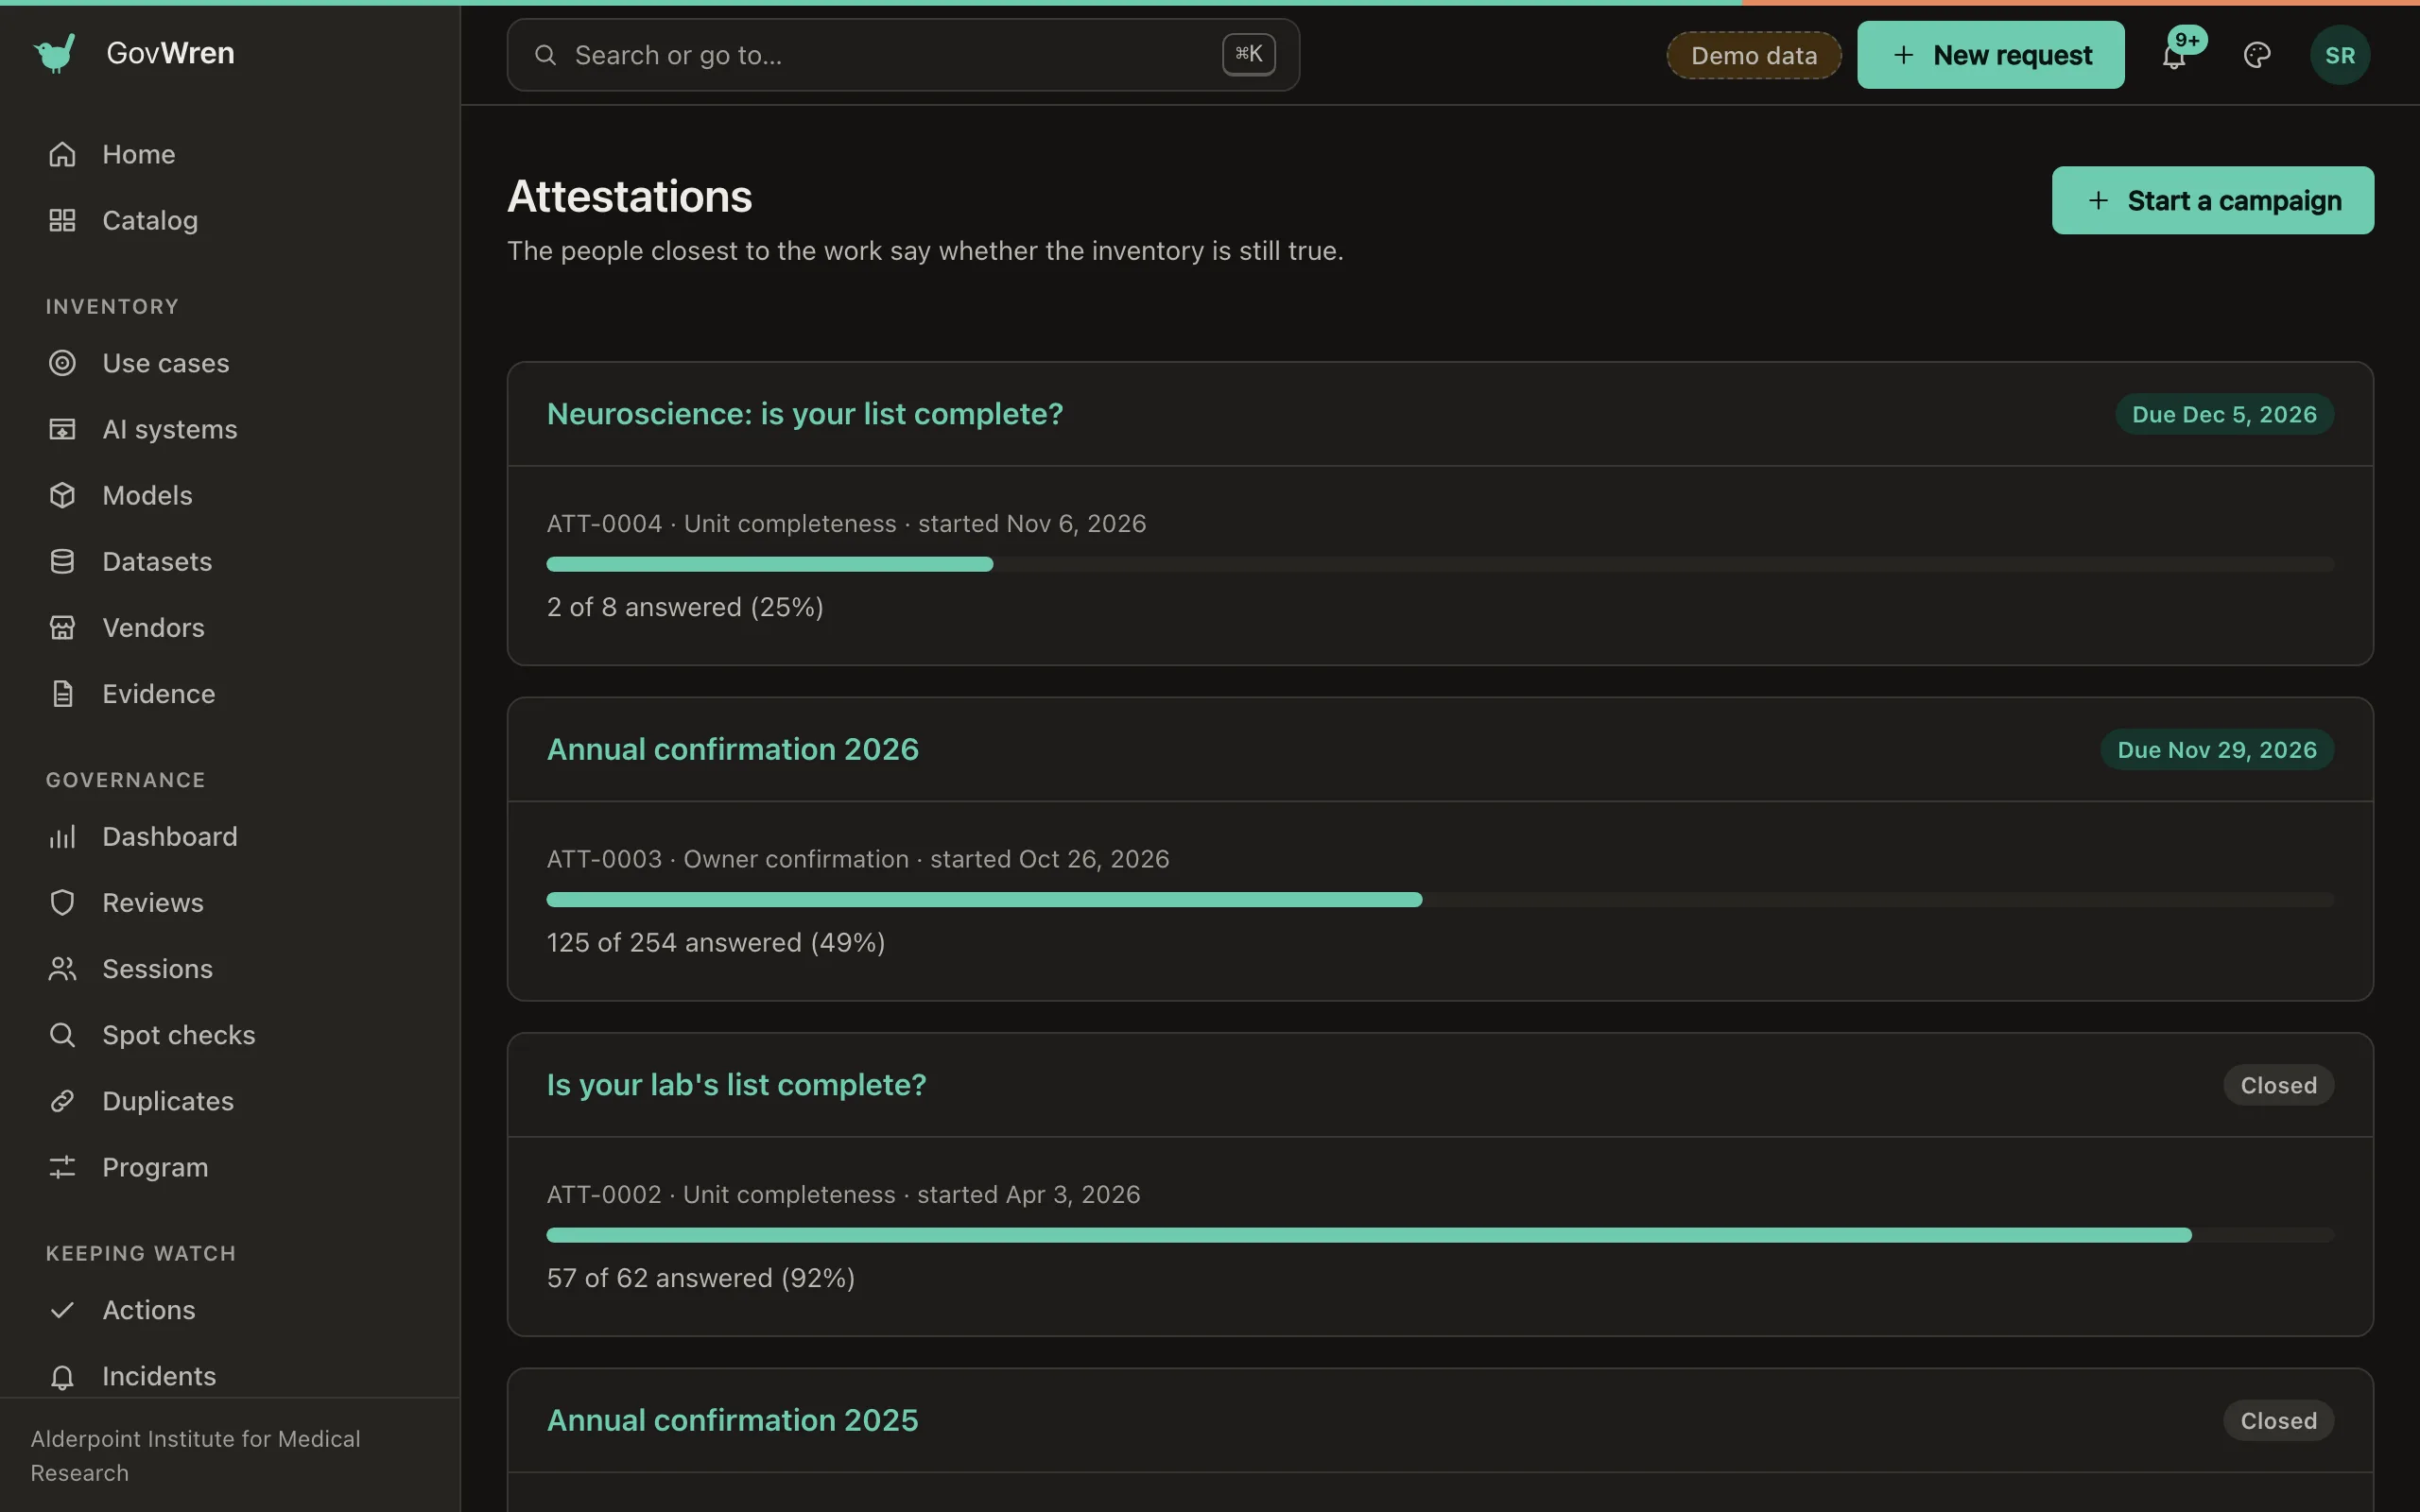 GovWren
Search or go to...
⌘K
Demo data
+ New request
9+
SR
Home
Catalog
INVENTORY
Use cases
AI systems
Models
Datasets
Vendors
Evidence
GOVERNANCE
Dashboard
Reviews
Sessions
Spot checks
Duplicates
Program
KEEPING WATCH
Actions
Incidents
Alderpoint Institute for Medical
Research
Attestations
+ Start a campaign
The people closest to the work say whether the inventory is still true.
Neuroscience: is your list complete?
Due Dec 5, 2026
ATT-0004 · Unit completeness · started Nov 6, 2026
2 of 8 answered (25%)
Annual confirmation 2026
Due Nov 29, 2026
ATT-0003 · Owner confirmation · started Oct 26, 2026
125 of 254 answered (49%)
Is your lab's list complete?
Closed
ATT-0002 · Unit completeness · started Apr 3, 2026
57 of 62 answered (92%)
Annual confirmation 2025
Closed